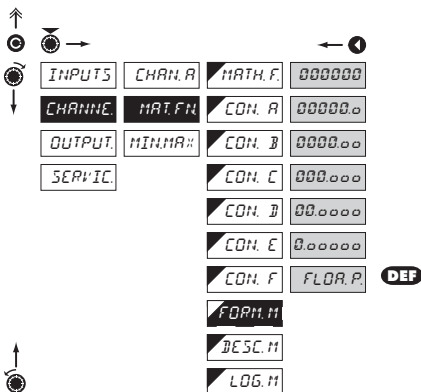 INPUTS CHAN. A MATH. F. 000000
CHANNE. MAT. FN. CON. A 00000.0
OUTPUT. MIN.MAX CON. B 0000.00
SERVIC. CON. C 000.000
CON. D 00.0000
CON. E 0.00000
CON. F FLOA. P. DEF
FORM. M
DESC. M
LOG. M